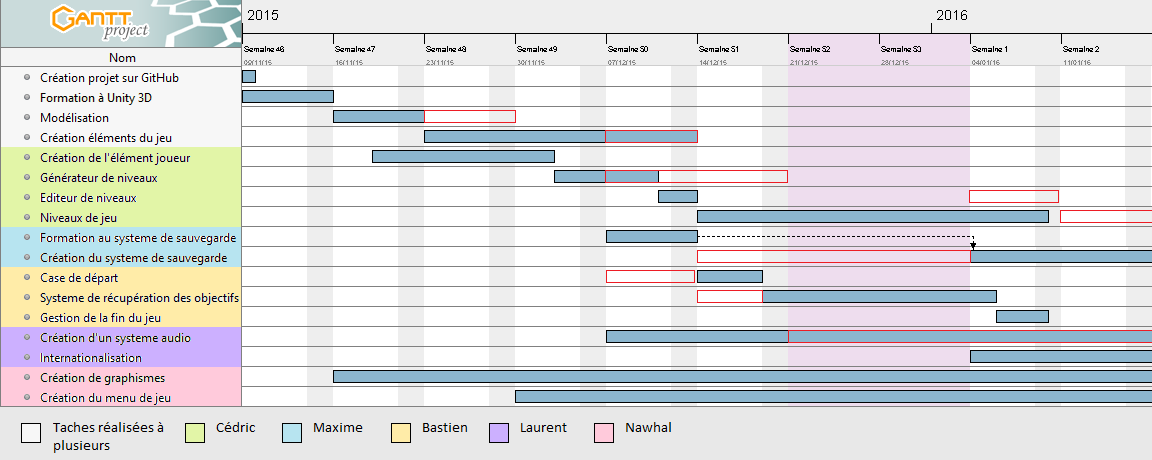 GANTT
project
2015
2016
Semaine 46
Semaine 47
Semaine 48
Semaine 49
Semaine 50
Semaine 51
Semaine 52
Semaine 53
Semaine 1
Semaine 2
Nom
09/11/15
16/11/15
23/11/15
30/11/15
07/12/15
14/12/15
21/12/15
28/12/15
04/01/16
11/01/16
Création projet sur GitHub
Formation à Unity 3D
Modélisation
Création éléments du jeu
Création de l'élément joueur
Générateur de niveaux
Editeur de niveaux
Niveaux de jeu
Formation au systeme de sauvegarde
Création du systeme de sauvegarde
Case de départ
Systeme de récupération des objectifs
Gestion de la fin du jeu
Création d'un systeme audio
Internationalisation
Création de graphismes
Création du menu de jeu
Taches réalisées à
plusieurs
Cédric
Maxime
Bastien
Laurent
Nawhal